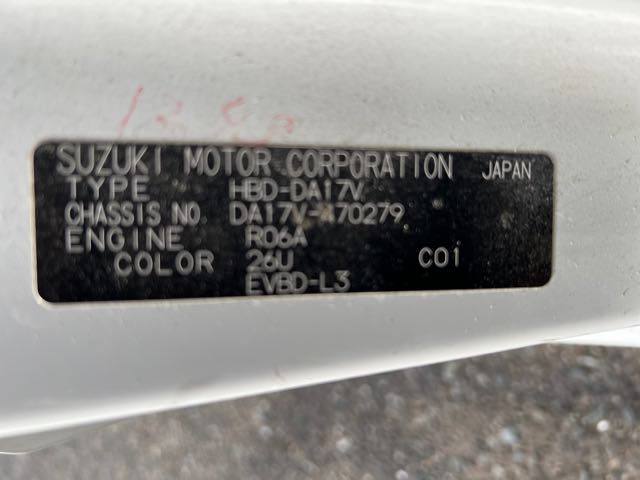 SUZUKI MOTOR CORPORATION JAPAN
TYPE HBD-DA17V
CHASSIS NO.
ENGINE R06A
COLOR 26U C01
EVBD-L3